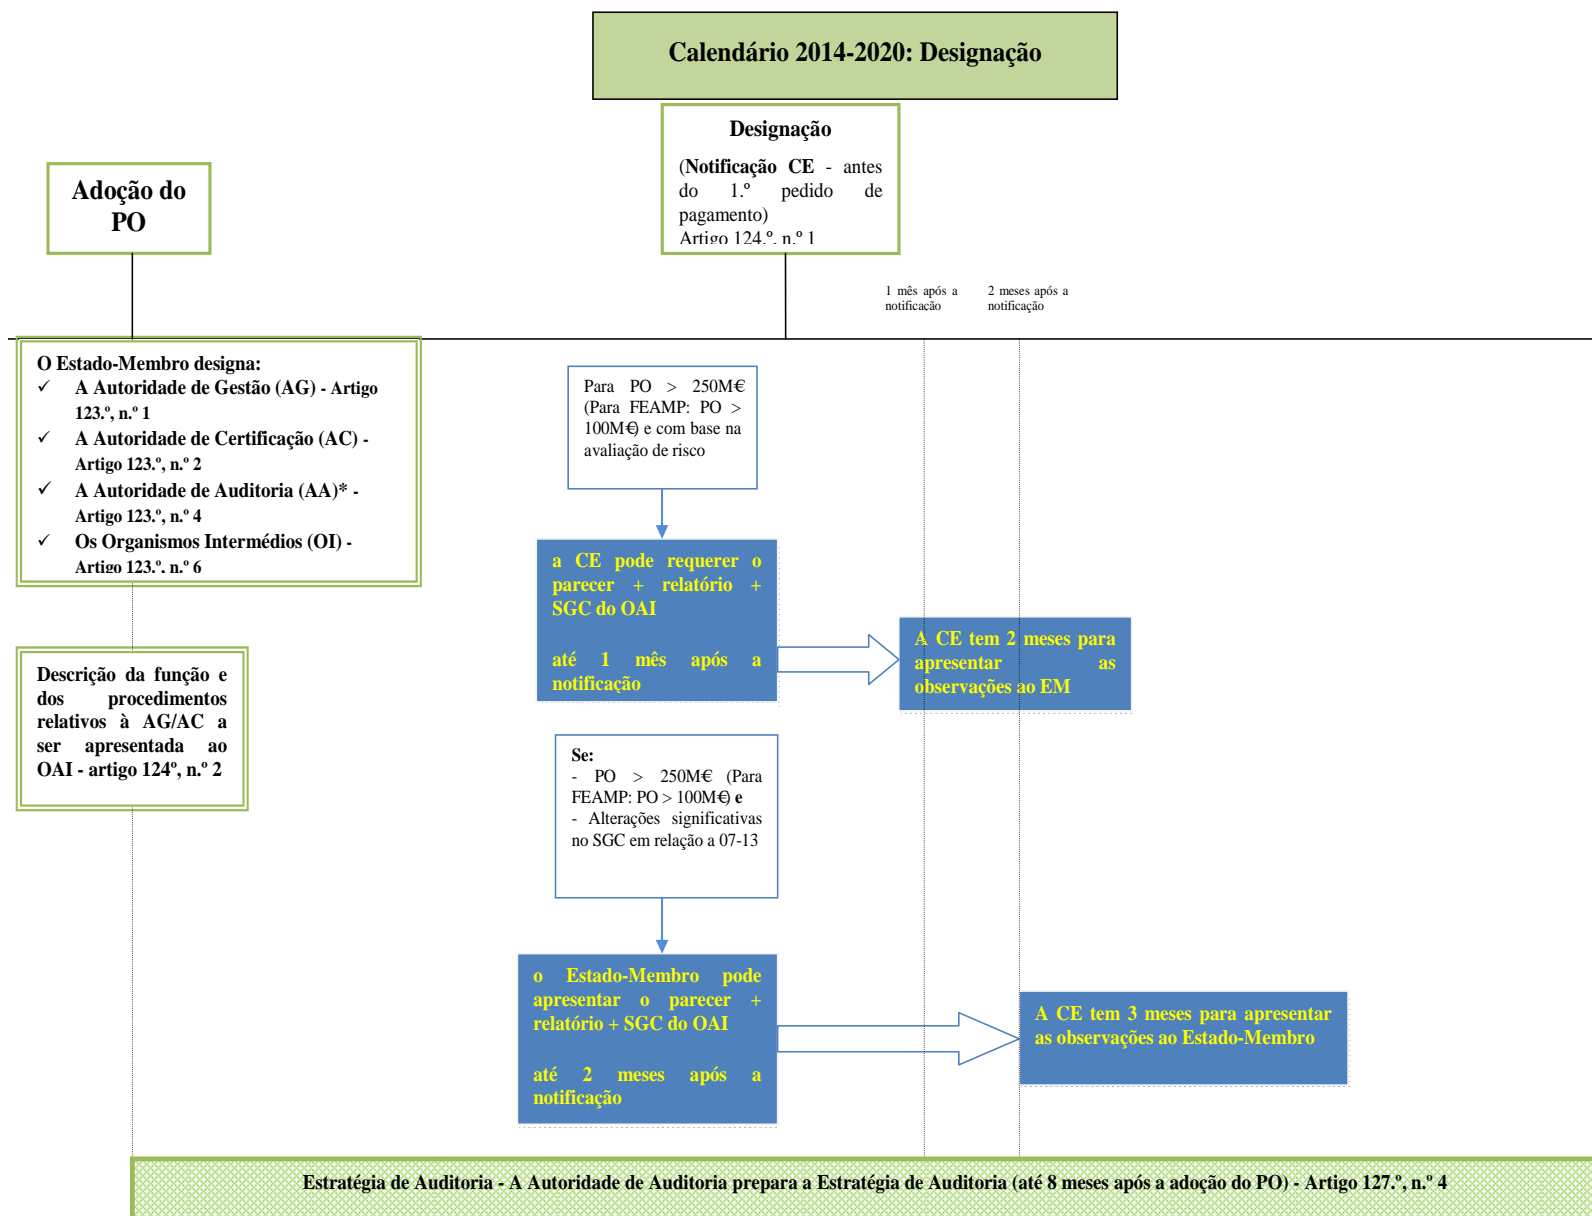 Calendário 2014-2020: Designação
Designação
(Notificação CE - antes
do 1.º pedido de
pagamento)
Artigo 124.º, n.º 1
Adoção do
PO
1 mês após a
notificação
2 meses após a
notificação
O Estado-Membro designa:
✓ A Autoridade de Gestão (AG) - Artigo
123.º, n.º 1
✓ A Autoridade de Certificação (AC) -
Artigo 123.º, n.º 2
✓ A Autoridade de Auditoria (AA)* -
Artigo 123.º, n.º 4
✓ Os Organismos Intermédios (OI) -
Artigo 123.º, n.º 6
Para PO > 250M€
(Para FEAMP: PO >
100M€) e com base na
avaliação de risco
a CE pode requerer o
parecer + relatório +
SGC do OAI
até 1 mês após a
notificação
A CE tem 2 meses para
apresentar as
observações ao EM
Descrição da função e
dos procedimentos
relativos à AG/AC a
ser apresentada ao
OAI - artigo 124º, n.º 2
Se:
- PO > 250M€ (Para
FEAMP: PO > 100M€) e
- Alterações significativas
no SGC em relação a 07-13
o Estado-Membro pode
apresentar o parecer +
relatório + SGC do OAI
até 2 meses após a
notificação
A CE tem 3 meses para apresentar
as observações ao Estado-Membro
Estratégia de Auditoria - A Autoridade de Auditoria prepara a Estratégia de Auditoria (até 8 meses após a adoção do PO) - Artigo 127.º, n.º 4